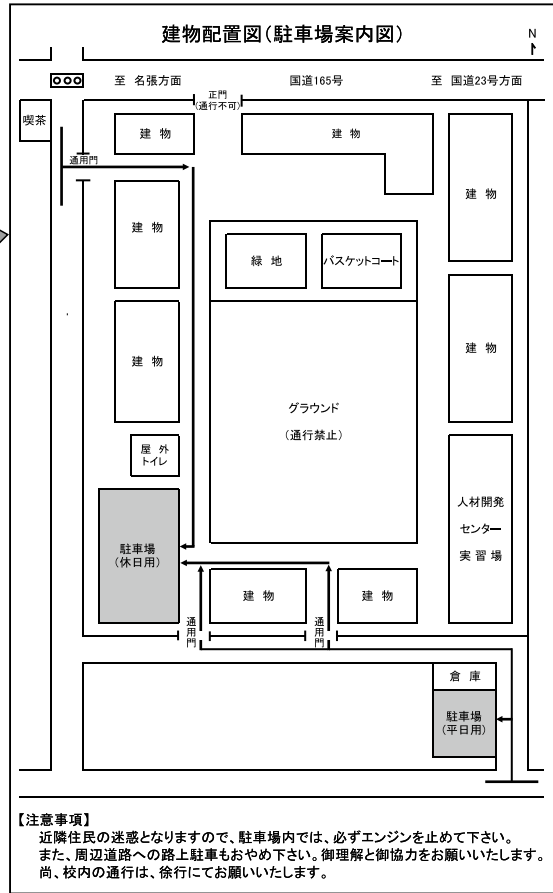 建物配置図(駐車場案内図)
N
至 名張方面
正門
(通行不可)
国道165号
至 国道23号方面
喫茶
通用門
建 物
建 物
建 物
建 物
緑 地
バスケットコート
建 物
建 物
グラウンド
(通行禁止)
屋 外
トイレ
人材開発
センター
実 習 場
駐車場
(休日用)
建 物
建 物
通用門
通用門
倉 庫
駐車場
(平日用)
【注意事項】
近隣住民の迷惑となりますので、駐車場内では、必ずエンジンを止めて下さい。
また、周辺道路への路上駐車もおやめ下さい。御理解と御協力をお願いいたします。
尚、校内の通行は、徐行にてお願いいたします。